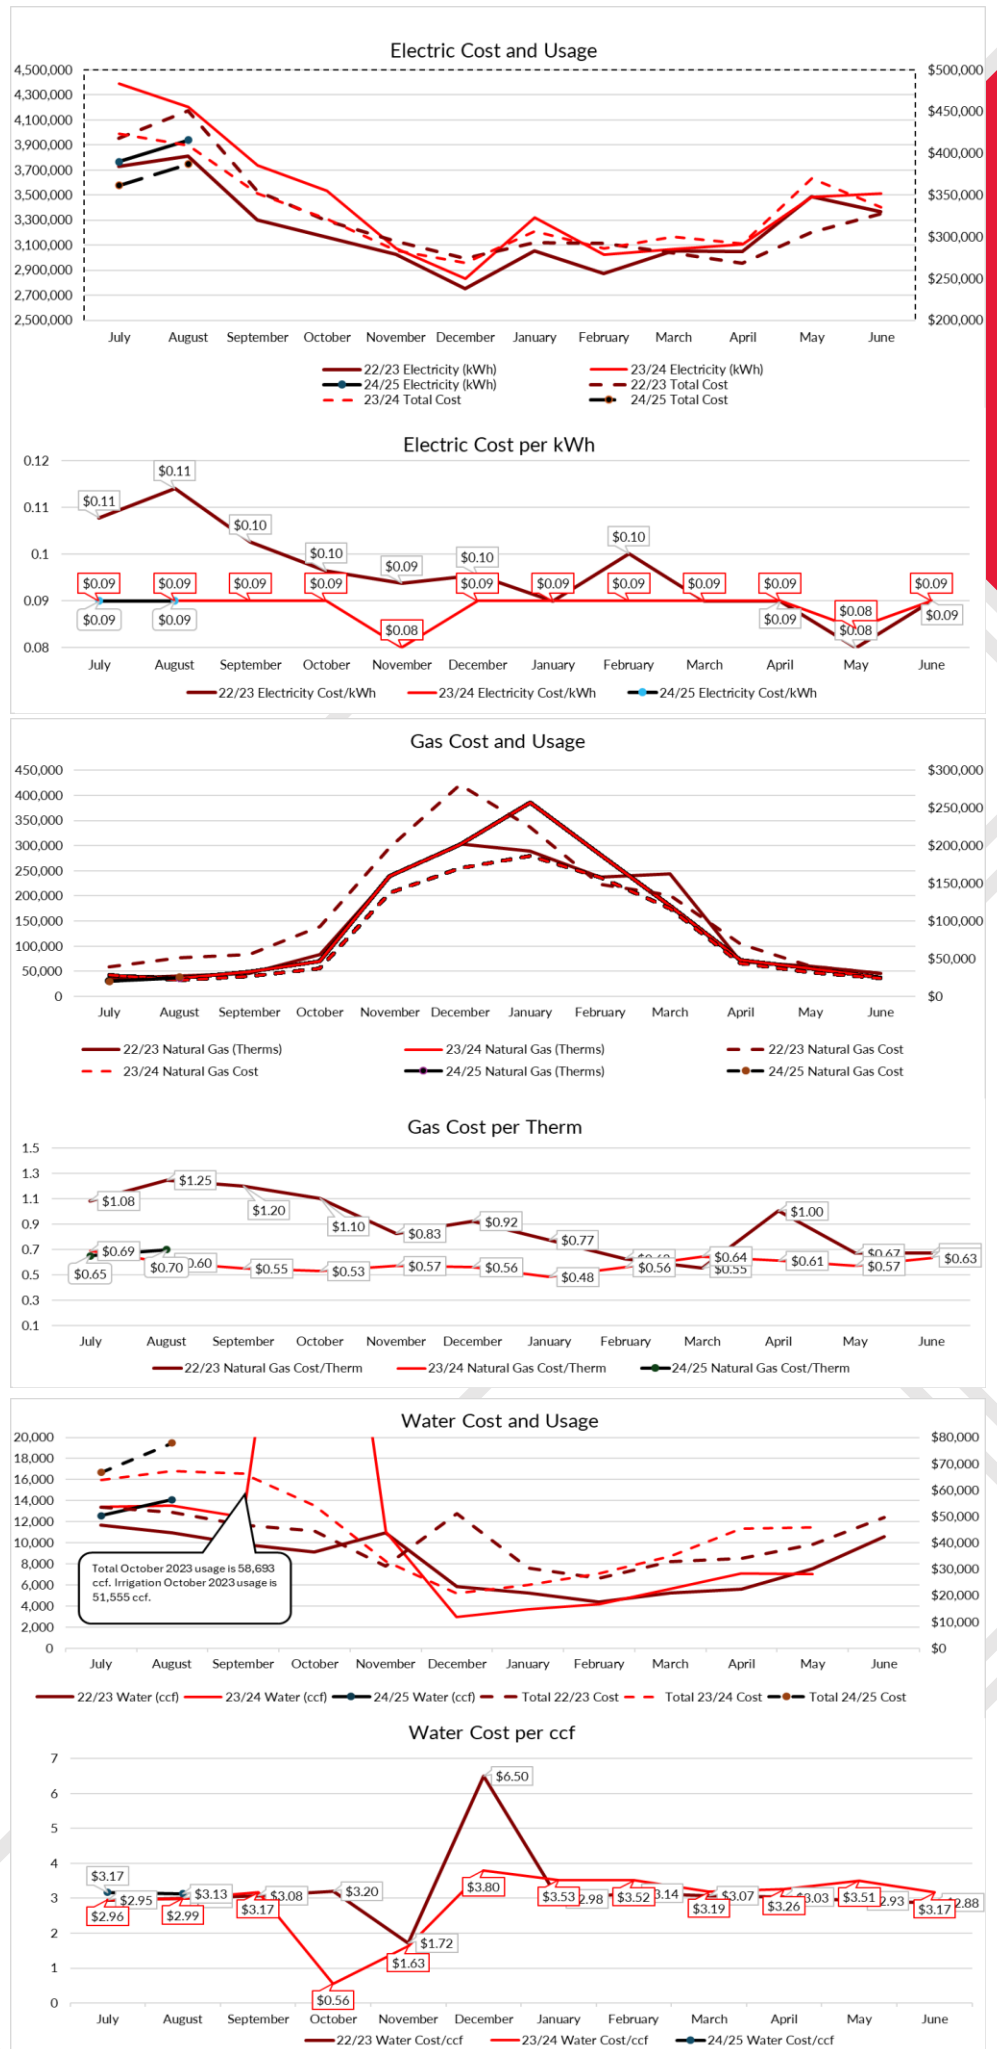 Electric Cost and Usage
4,500,000
4,300,000
4,100,000
3,900,000
3,700,000
3,500,000
3,300,000
3,100,000
2,900,000
2,700,000
2,500,000
$500,000
$450,000
$400,000
$350,000
$300,000
$250,000
$200,000
July August September October November December January February March April May June
22/23 Electricity (kWh) 23/24 Electricity (kWh)
24/25 Electricity (kWh) 22/23 Total Cost
23/24 Total Cost 24/25 Total Cost
Electric Cost per kWh
0.12
0.11
0.1
0.09
0.08
$0.11 $0.11 $0.10 $0.10 $0.09 $0.10 $0.10
$0.09 $0.09 $0.09 $0.09 $0.08 $0.09 $0.09 $0.09 $0.09 $0.09 $0.08 $0.09
$0.09 $0.09 $0.09 $0.08 $0.09
July August September October November December January February March April May June
22/23 Electricity Cost/kWh 23/24 Electricity Cost/kWh 24/25 Electricity Cost/kWh
Gas Cost and Usage
450,000
400,000
350,000
300,000
250,000
200,000
150,000
100,000
50,000
0
$300,000
$250,000
$200,000
$150,000
$100,000
$50,000
$0
July August September October November December January February March April May June
22/23 Natural Gas (Therms) 23/24 Natural Gas (Therms) 22/23 Natural Gas Cost
23/24 Natural Gas Cost 24/25 Natural Gas (Therms) 24/25 Natural Gas Cost
Gas Cost per Therm
1.5
1.3
1.1
0.9
0.7
0.5
0.3
0.1
$1.08 $1.25 $1.20 $1.10 $0.83 $0.92 $0.77 $0.55 $1.00 $0.67
$0.69 $0.60 $0.55 $0.53 $0.57 $0.56 $0.48 $0.56 $0.64 $0.61 $0.57 $0.63
$0.65 $0.70
July August September October November December January February March April May June
22/23 Natural Gas Cost/Therm 23/24 Natural Gas Cost/Therm 24/25 Natural Gas Cost/Therm
Water Cost and Usage
20,000
18,000
16,000
14,000
12,000
10,000
8,000
6,000
4,000
2,000
0
$80,000
$70,000
$60,000
$50,000
$40,000
$30,000
$20,000
$10,000
$0
Total October 2023 usage is 58,693
ccf. Irrigation October 2023 usage is
51,555 ccf.
July August September October November December January February March April May June
22/23 Water (ccf) 23/24 Water (ccf) 24/25 Water (ccf) Total 22/23 Cost Total 23/24 Cost Total 24/25 Cost
Water Cost per ccf
7
6
5
4
3
2
1
0
$3.17 $3.13
$2.95 $3.08 $3.20 $1.72 $6.50 $2.98 $3.14 $3.07 $3.03 $2.93 $2.88
$2.96 $2.99 $3.17 $0.56 $1.63 $3.80 $3.53 $3.52 $3.19 $3.26 $3.51 $3.17
July August September October November December January February March April May June
22/23 Water Cost/ccf 23/24 Water Cost/ccf 24/25 Water Cost/ccf